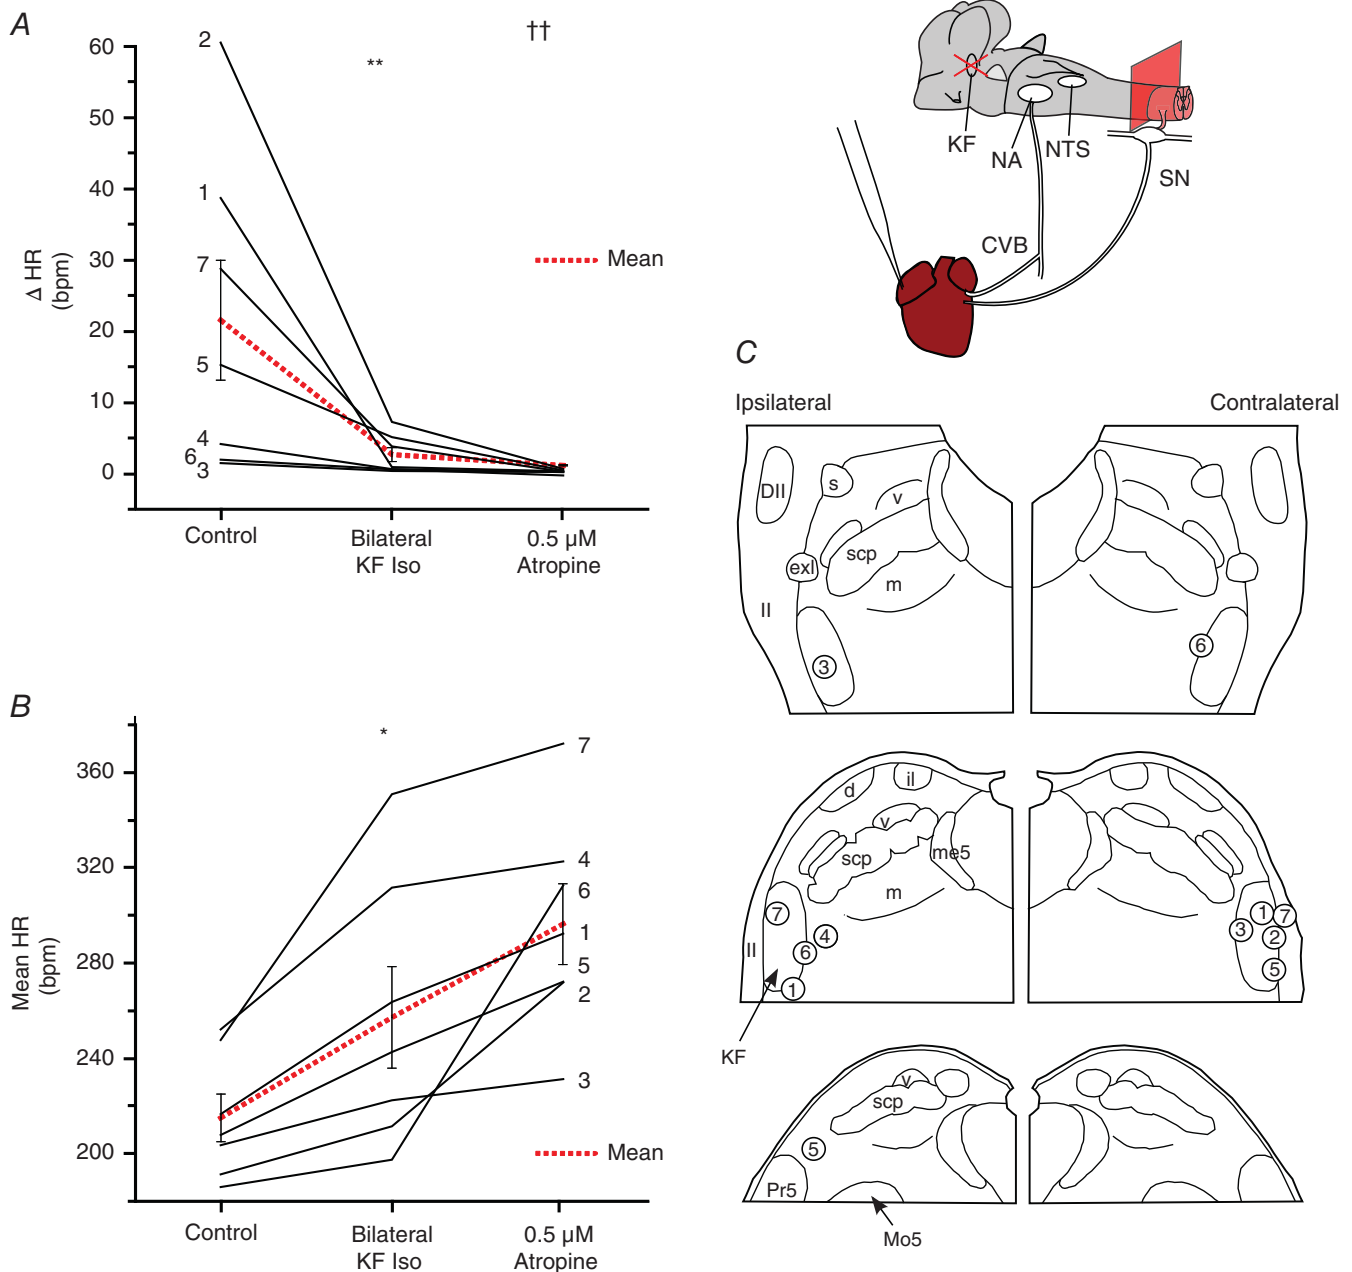 A
††
**
60
50
40
30
20
10
0
Δ HR
(bpm)
2
1
7
5
4
6
3
Mean
Control
Bilateral
KF Iso
0.5 µM
Atropine
KF
NA
NTS
SN
CVB
B
*
360
320
280
240
200
Mean HR
(bpm)
7
4
6
1
5
2
3
Mean
Control
Bilateral
KF Iso
0.5 µM
Atropine
C
Ipsilateral
Contralateral
DII
s
v
exl
scp
m
II
3
6
d
il
v
scp
me5
m
7
4
6
1
II
KF
1
7
3
2
5
v
scp
5
Pr5
Mo5